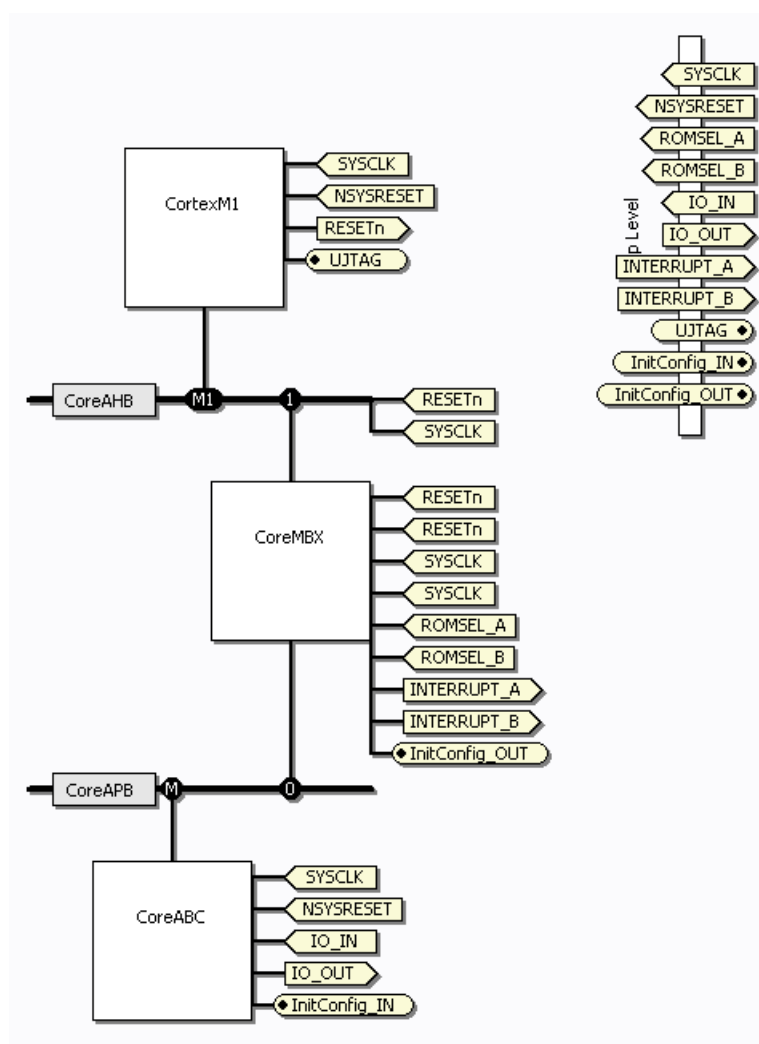 CortexM1
SYSCLK
NSYSRESET
RESETn
UJTAG
CoreAHB
M1
1
RESETn
SYSCLK
CoreMBX
RESETn
RESETn
SYSCLK
SYSCLK
ROMSEL_A
ROMSEL_B
INTERRUPT_A
INTERRUPT_B
InitConfig_OUT
CoreAPB
M
0
CoreABC
SYSCLK
NSYSRESET
IO_IN
IO_OUT
InitConfig_IN
SYSCLK
NSYSRESET
ROMSEL_A
ROMSEL_B
IO_IN
p Level
IO_OUT
INTERRUPT_A
INTERRUPT_B
UJTAG
InitConfig_IN
InitConfig_OUT